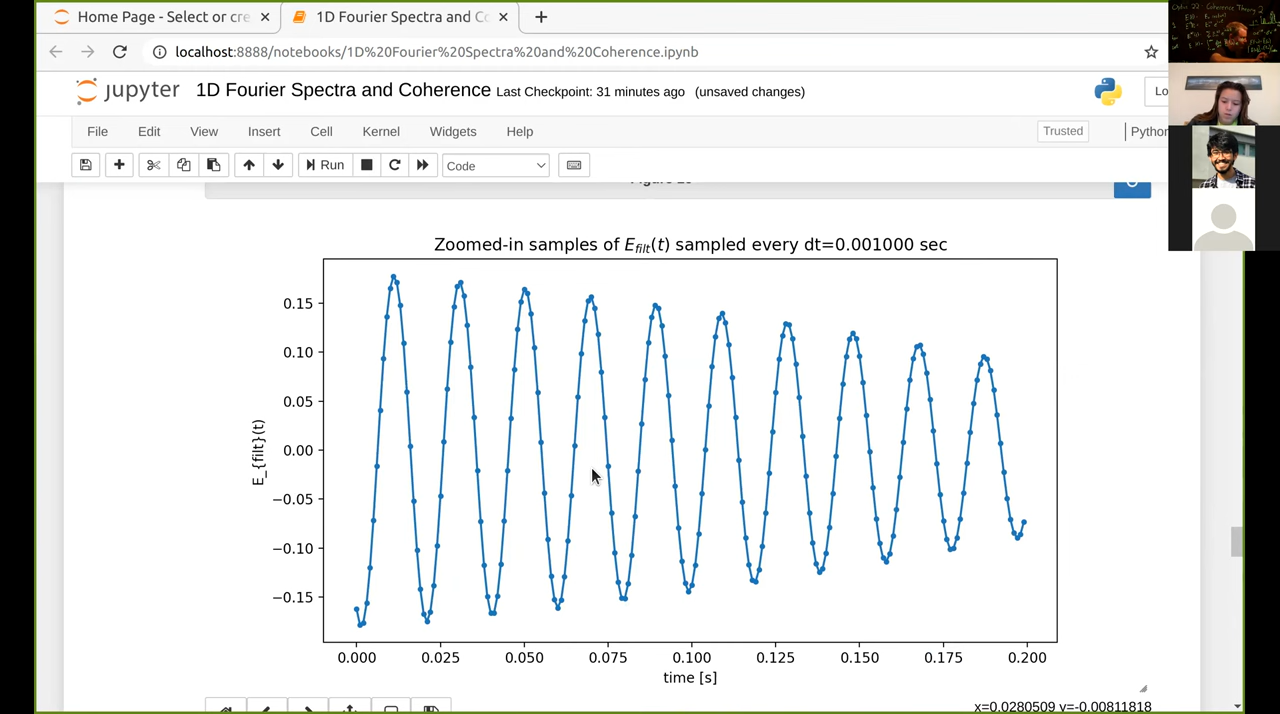 Home Page - Select or cre
1D Fourier Spectra and Co
localhost:8888/notebooks/1D%20Fourier%20Spectra%20and%20Coherence.ipynb
jupyter 1D Fourier Spectra and Coherence Last Checkpoint: 31 minutes ago (unsaved changes)
Lo
File Edit View Insert Cell Kernel Widgets Help
Trusted
Python
Run
Code
Zoomed-in samples of E_filt(t) sampled every dt=0.001000 sec
E_{filt}(t)
0.15
0.10
0.05
0.00
−0.05
−0.10
−0.15
0.000 0.025 0.050 0.075 0.100 0.125 0.150 0.175 0.200
time [s]
x=0.0280509 y=-0.00811818